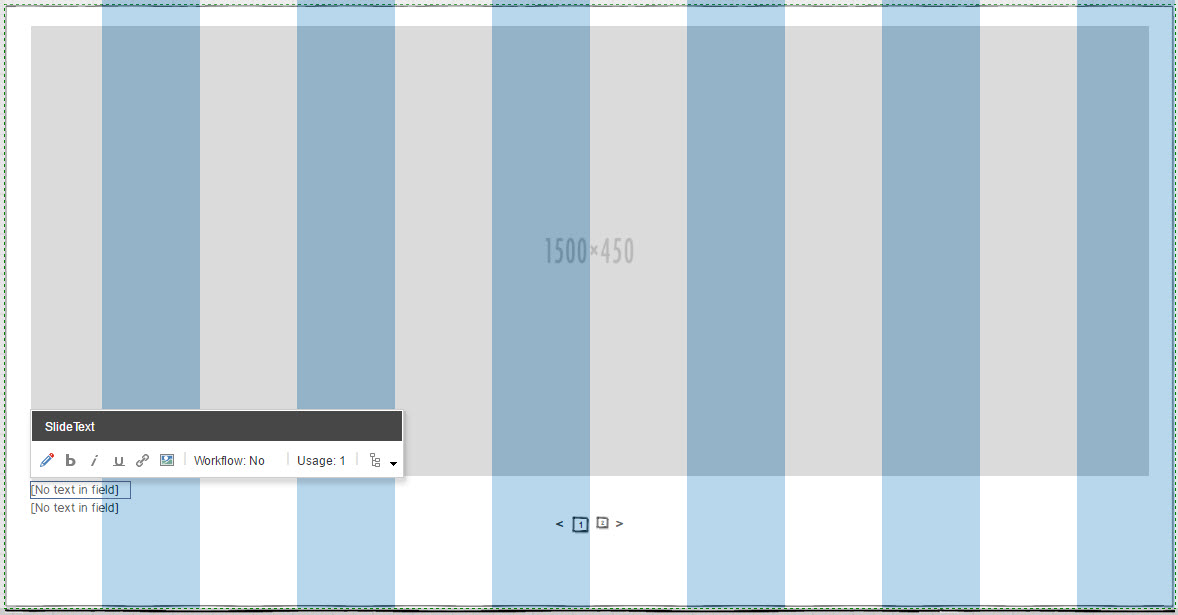 1500×450
SlideText
b i u Workflow: No Usage: 1
[No text in field]
[No text in field]
< 1 2 >